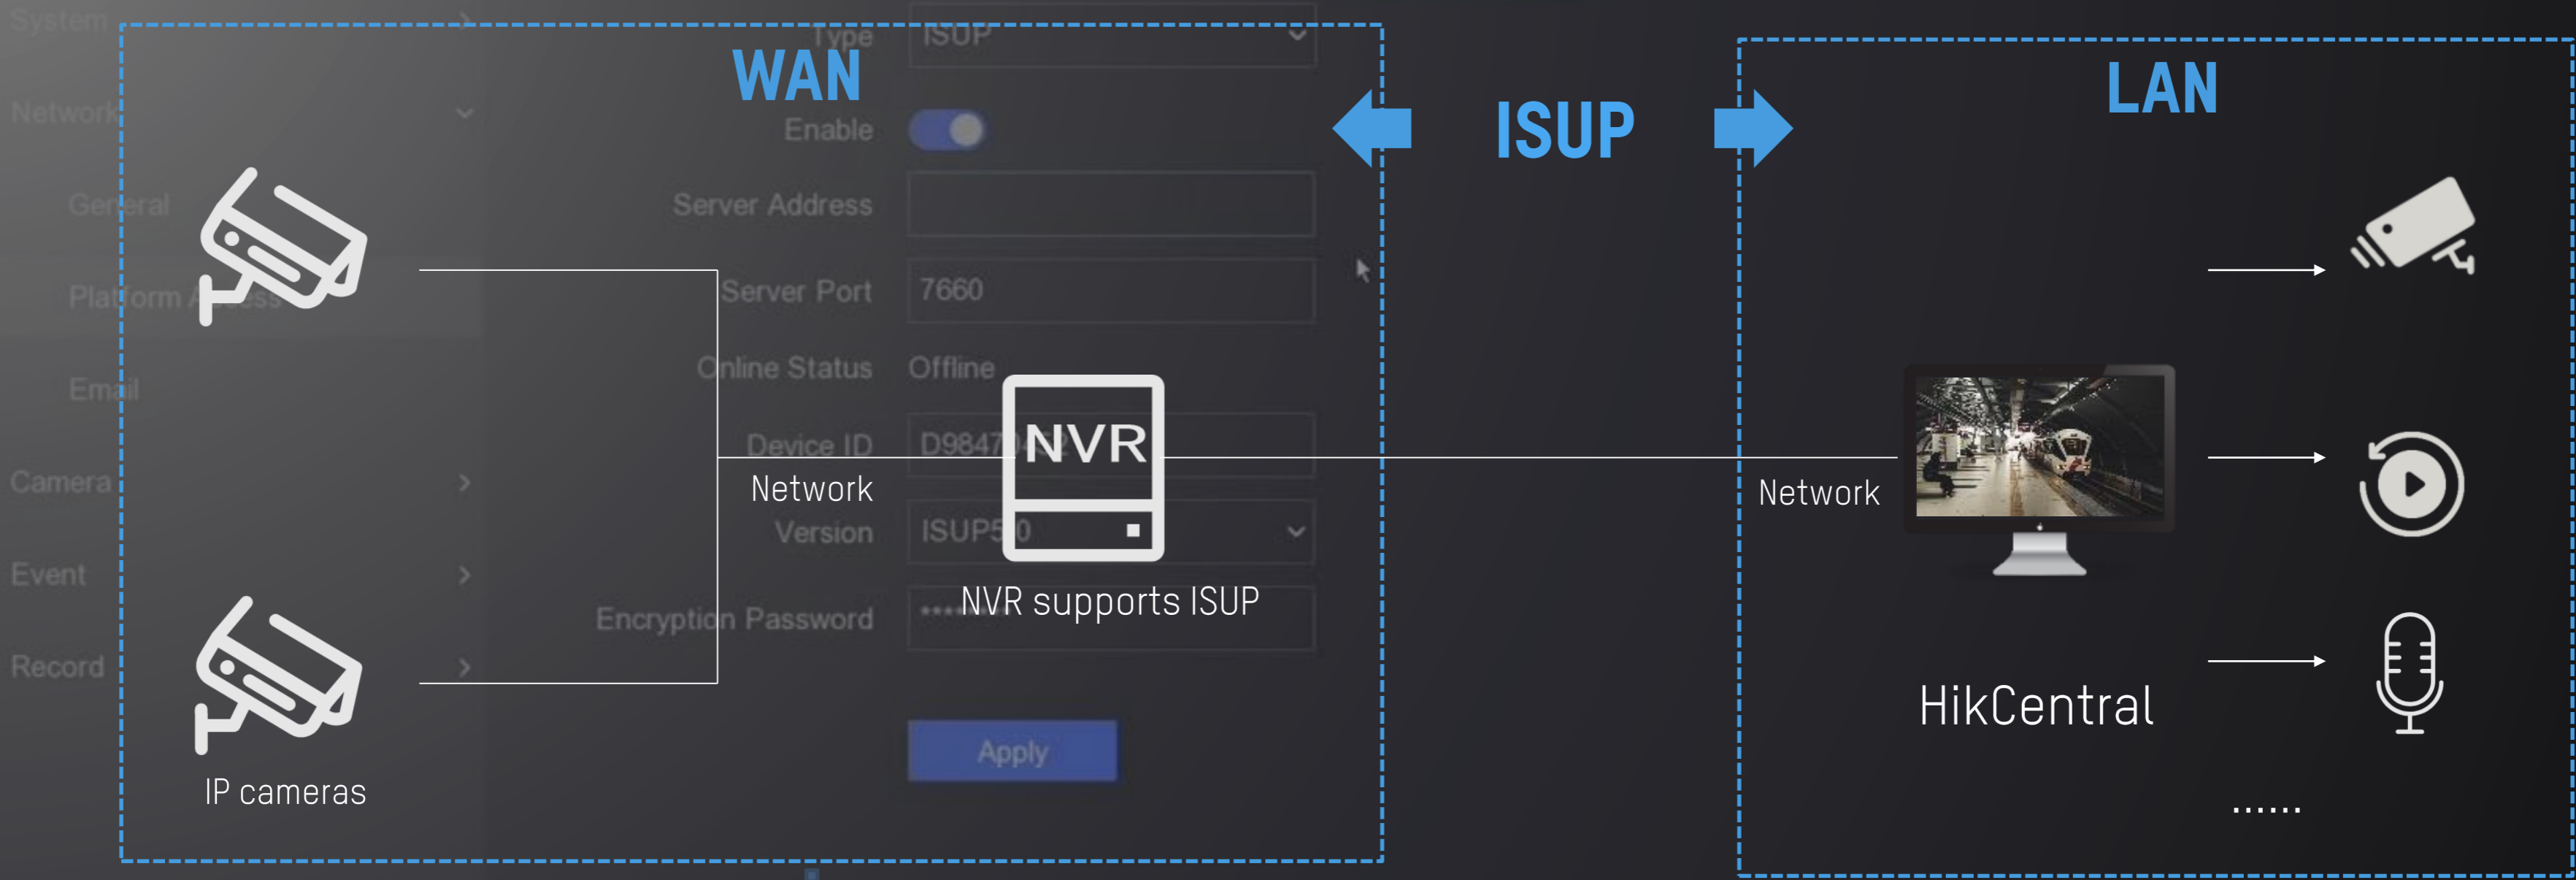 System
Type
ISUP
WAN
LAN
ISUP
Network
Enable
General
Server Address
Platform Access
Server Port
7660
Online Status
Offline
Email
NVR
Device ID
Camera
Network
Network
Version
ISUP5.0
Event
NVR supports ISUP
Encryption Password
********
Record
HikCentral
Apply
IP cameras
......